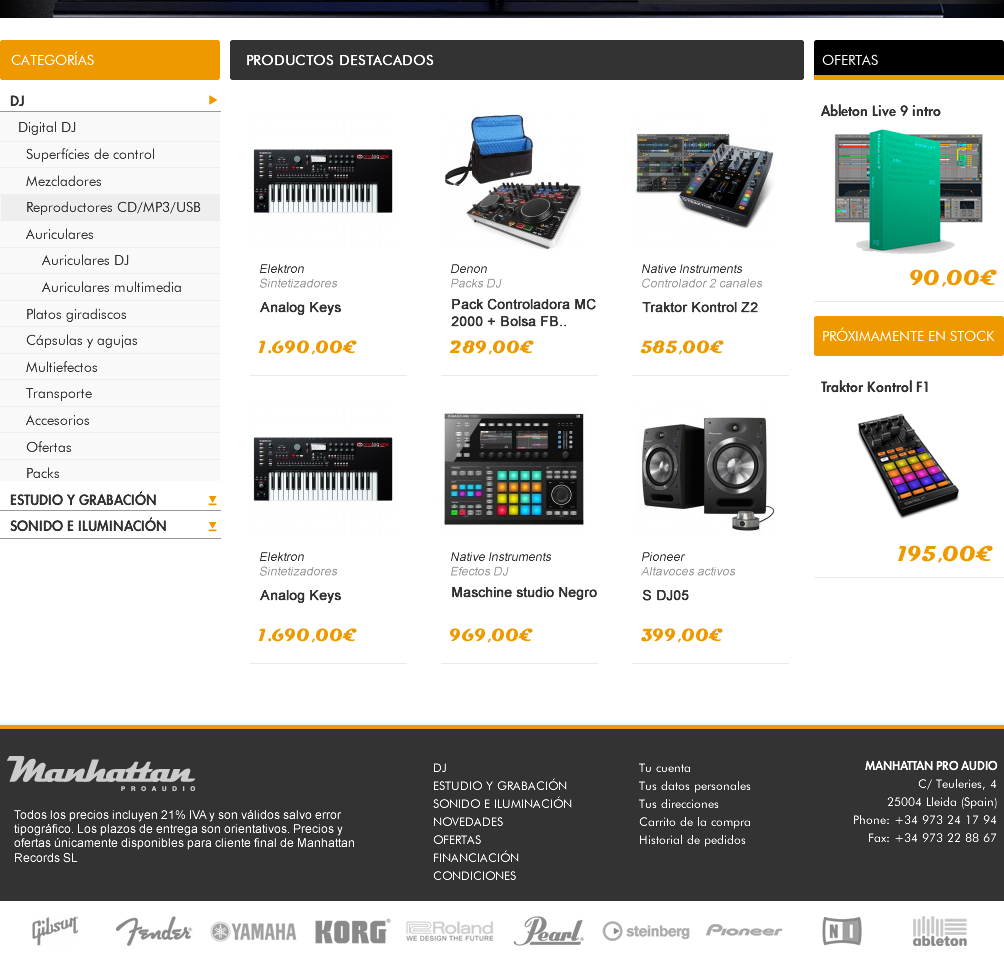 CATEGORÍAS
DJ
Digital DJ
Superfícies de control
Mezcladores
Reproductores CD/MP3/USB
Auriculares
Auriculares DJ
Auriculares multimedia
Platos giradiscos
Cápsulas y agujas
Multiefectos
Transporte
Accesorios
Ofertas
Packs
ESTUDIO Y GRABACIÓN
SONIDO E ILUMINACIÓN
PRODUCTOS DESTACADOS
Elektron
Sintetizadores
Analog Keys
1.690,00€
Denon
Packs DJ
Pack Controladora MC
2000 + Bolsa FB..
289,00€
Native Instruments
Controlador 2 canales
Traktor Kontrol Z2
585,00€
Elektron
Sintetizadores
Analog Keys
1.690,00€
Native Instruments
Efectos DJ
Maschine studio Negro
969,00€
Pioneer
Altavoces activos
S DJ05
399,00€
OFERTAS
Ableton Live 9 intro
90,00€
PRÓXIMAMENTE EN STOCK
Traktor Kontrol F1
195,00€
Manhattan
PROAUDIO
Todos los precios incluyen 21% IVA y son válidos salvo error
tipográfico. Los plazos de entrega son orientativos. Precios y
ofertas únicamente disponibles para cliente final de Manhattan
Records SL
DJ
ESTUDIO Y GRABACIÓN
SONIDO E ILUMINACIÓN
NOVEDADES
OFERTAS
FINANCIACIÓN
CONDICIONES
Tu cuenta
Tus datos personales
Tus direcciones
Carrito de la compra
Historial de pedidos
MANHATTAN PRO AUDIO
C/ Teuleries, 4
25004 Lleida (Spain)
Phone: +34 973 24 17 94
Fax: +34 973 22 88 67
Gibson
Fender
YAMAHA
KORG
Roland
WE DESIGN THE FUTURE
Pearl
steinberg
Pioneer
NI
ableton